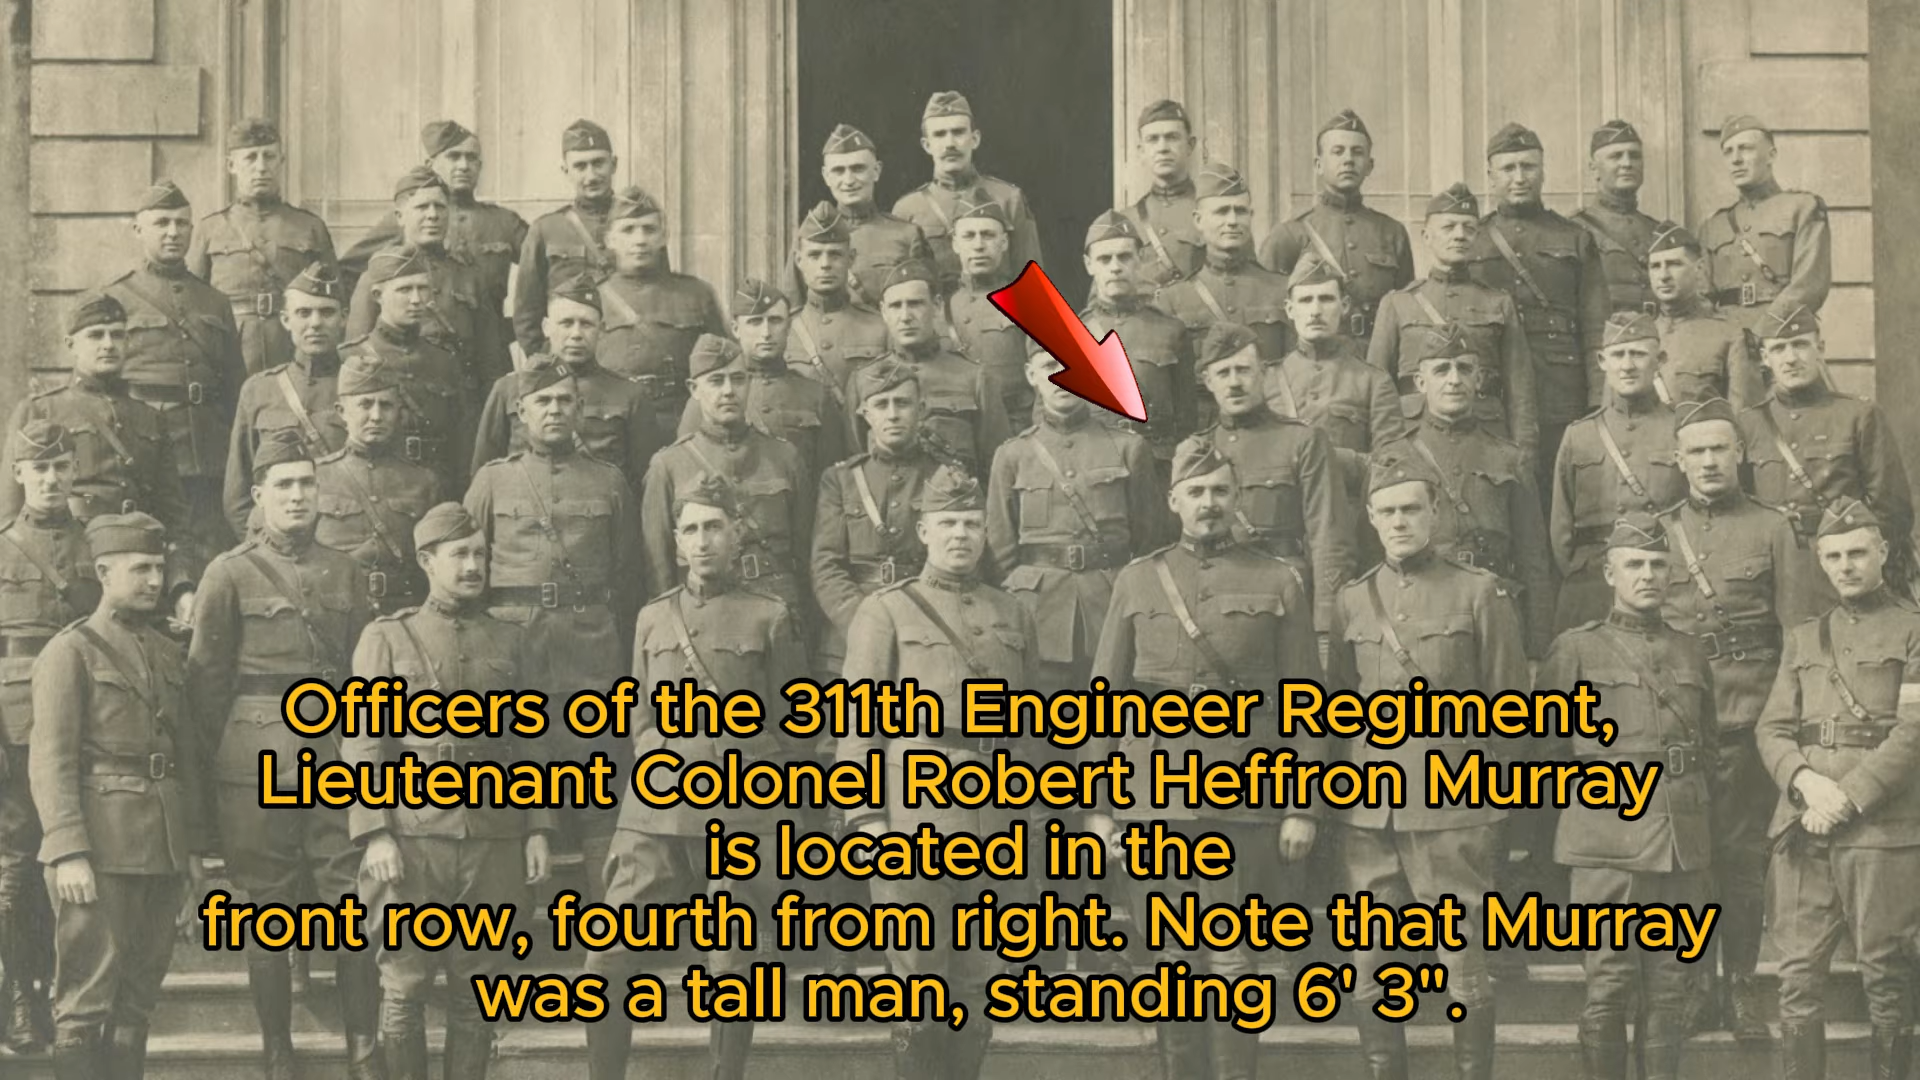 Officers of the 311th Engineer Regiment,
Lieutenant Colonel Robert Heffron Murray
is located in the
front row, fourth from right. Note that Murray
was a tall man, standing 6' 3".